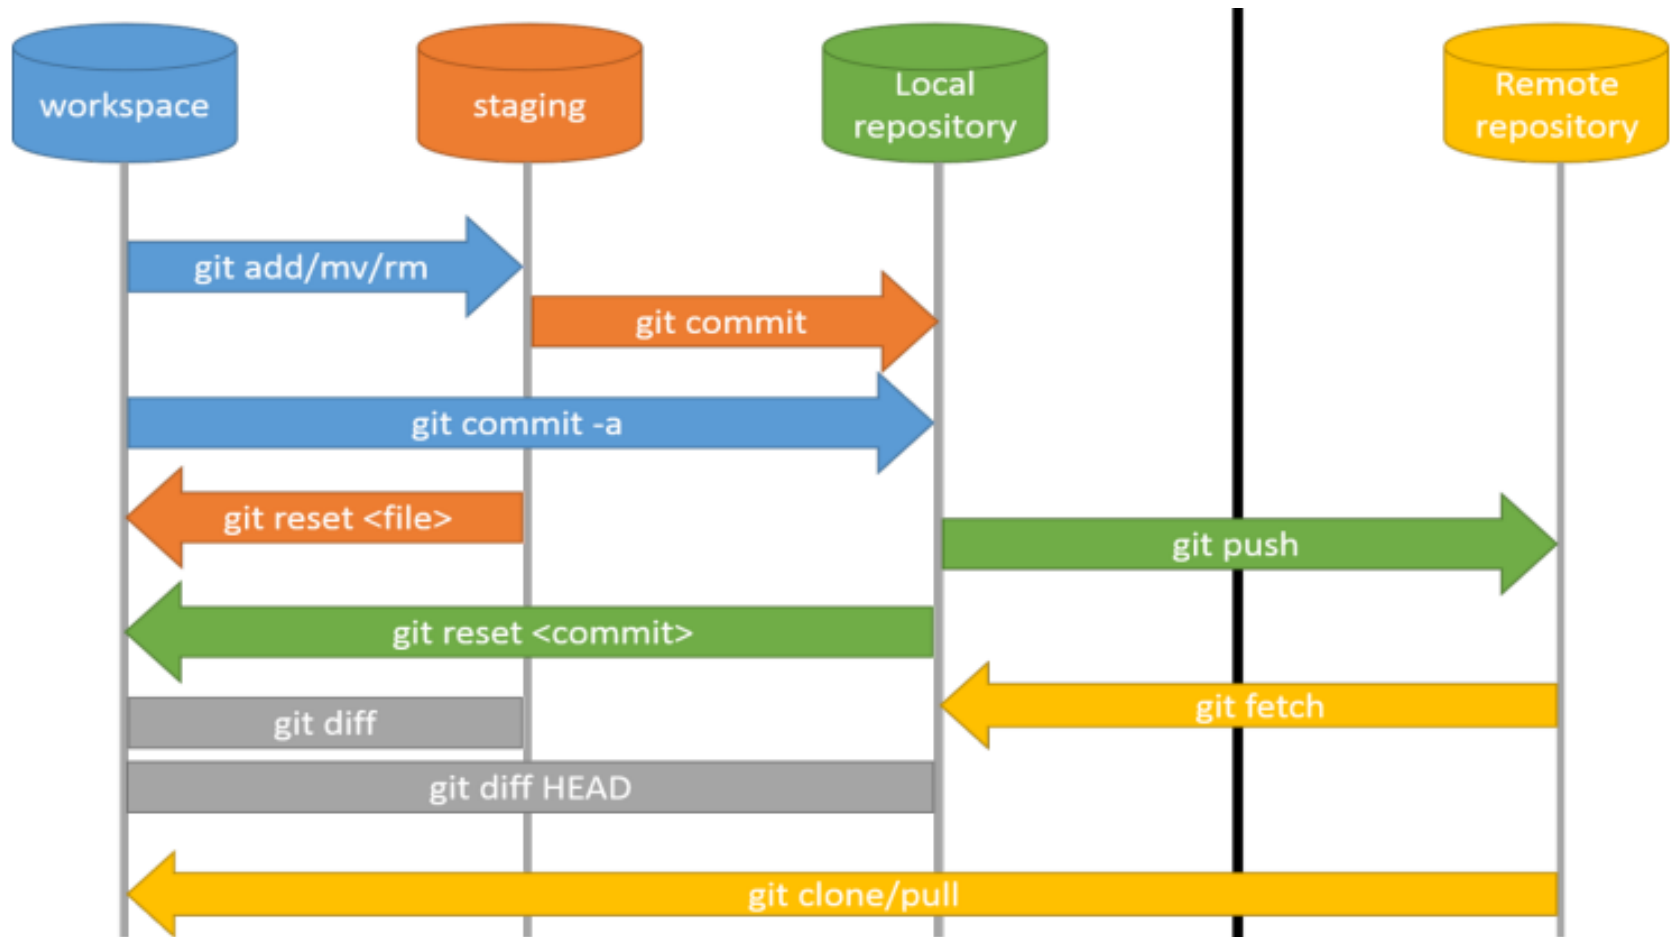 workspace
staging
Local
repository
Remote
repository
git add/mv/rm
git commit
git commit -a
git reset <file>
git push
git reset <commit>
git fetch
git diff
git diff HEAD
git clone/pull